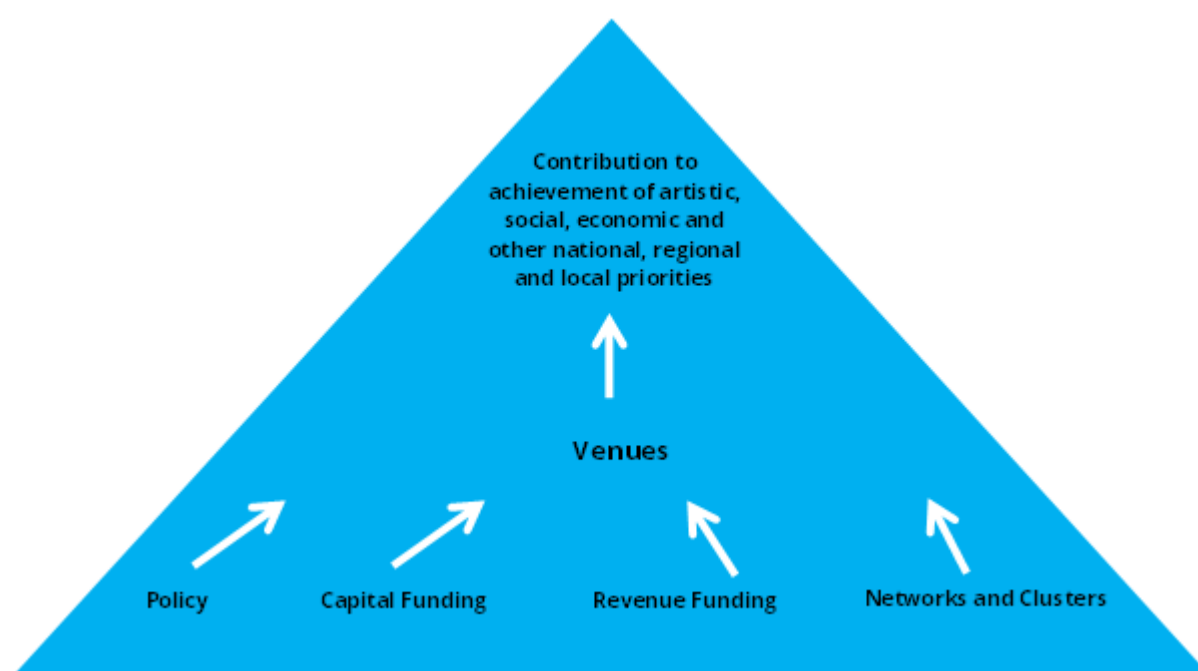 Contribution to
achievement of artistic,
social, economic and
other national, regional
and local priorities
Venues
Policy
Capital Funding
Revenue Funding
Networks and Clusters